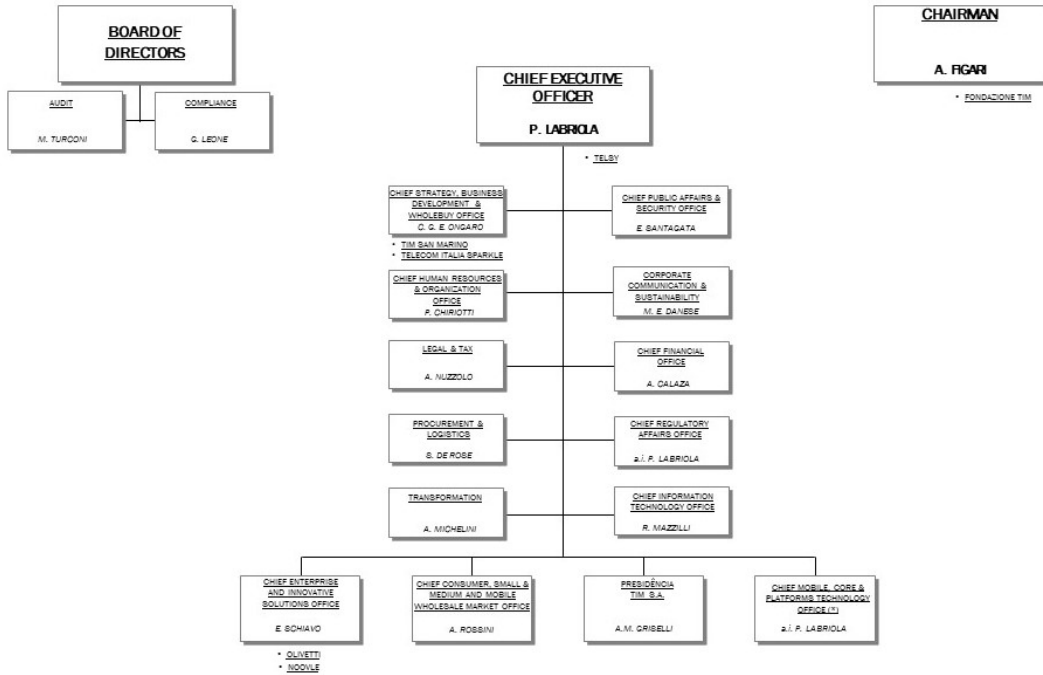 BOARD OF
DIRECTORS
AUDIT
M. TURCONI
COMPLIANCE
G. LEONE
CHIEF EXECUTIVE
OFFICER
P. LABRIOLA
• TELSY
CHAIRMAN
A. FIGARI
• FONDAZIONE TIM
CHIEF STRATEGY, BUSINESS
DEVELOPMENT &
WHOLEBUY OFFICE
C. G. E. ONGARO
• TIM SAN MARINO
• TELECOM ITALIA SPARKLE
CHIEF PUBLIC AFFAIRS &
SECURITY OFFICE
E. SANTAGATA
CHIEF HUMAN RESOURCES
& ORGANIZATION
OFFICE
P. CHIRIOTTI
CORPORATE
COMMUNICATION &
SUSTAINABILITY
M. E. DANESE
LEGAL & TAX
A. NUZZOLO
CHIEF FINANCIAL
OFFICE
A. CALAZA
PROCUREMENT &
LOGISTICS
S. DE ROSE
CHIEF REGULATORY
AFFAIRS OFFICE
a.i. P. LABRIOLA
TRANSFORMATION
A. MICHELINI
CHIEF INFORMATION
TECHNOLOGY OFFICE
R. MAZZILLI
CHIEF ENTERPRISE
AND INNOVATIVE
SOLUTIONS OFFICE
E. SCHIAVO
• OLIVETTI
• NOOVLE
CHIEF CONSUMER, SMALL &
MEDIUM AND MOBILE
WHOLESALE MARKET OFFICE
A. ROSSINI
PRESIDÊNCIA
TIM S.A.
A.M. GRISELLI
CHIEF MOBILE, CORE &
PLATFORMS TECHNOLOGY
OFFICE (*)
a.i. P. LABRIOLA